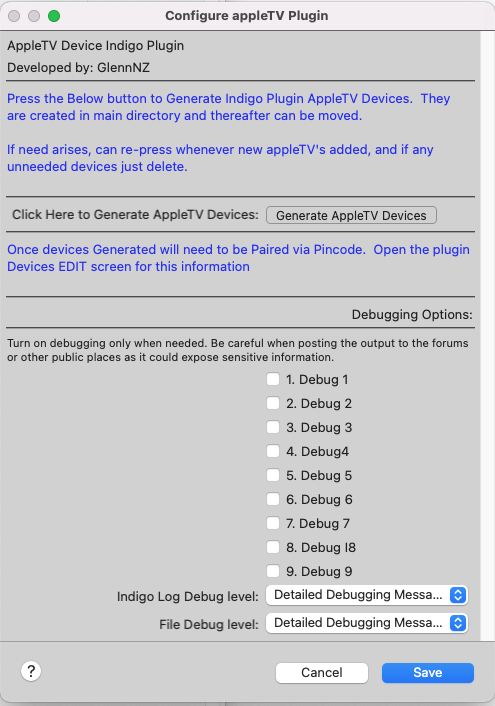 Configure appleTV Plugin
AppleTV Device Indigo Plugin
Developed by: GlennNZ
Press the Below button to Generate Indigo Plugin AppleTV Devices.  They
are created in main directory and thereafter can be moved.
If need arises, can re-press whenever new appleTV's added, and if any
unneeded devices just delete.
Click Here to Generate AppleTV Devices: Generate AppleTV Devices
Once devices Generated will need to be Paired via Pincode.  Open the plugin
Devices EDIT screen for this information
Debugging Options:
Turn on debugging only when needed. Be careful when posting the output to the forums
or other public places as it could expose sensitive information.
1. Debug 1
2. Debug 2
3. Debug 3
4. Debug4
5. Debug 5
6. Debug 6
7. Debug 7
8. Debug l8
9. Debug 9
Indigo Log Debug level: Detailed Debugging Messa...
File Debug level: Detailed Debugging Messa...
? Cancel Save